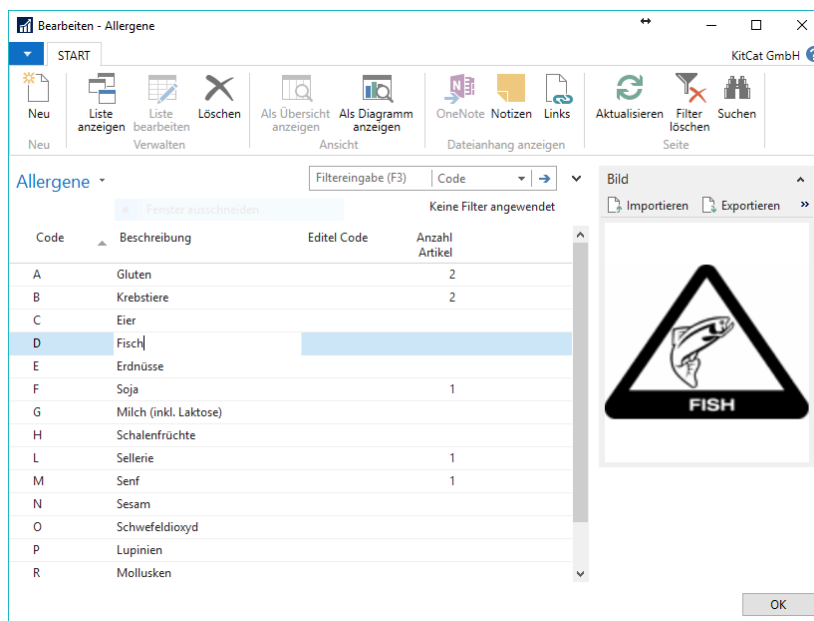 Bearbeiten - Allergene
START
KitCat GmbH
Neu
Liste anzeigen
Liste bearbeiten
Löschen
Als Übersicht anzeigen
Als Diagramm anzeigen
OneNote
Notizen
Links
Aktualisieren
Filter löschen
Suchen
Neu
Verwalten
Ansicht
Dateianhang anzeigen
Seite
Allergene
Filtereingabe (F3)
Code
Fenster ausschneiden
Keine Filter angewendet
Code Beschreibung Editel Code Anzahl Artikel
A Gluten 2
B Krebstiere 2
C Eier
D Fisch
E Erdnüsse
F Soja 1
G Milch (inkl. Laktose)
H Schalenfrüchte
L Sellerie 1
M Senf 1
N Sesam
O Schwefeldioxyd
P Lupinien
R Mollusken
Bild
Importieren
Exportieren
FISH
OK